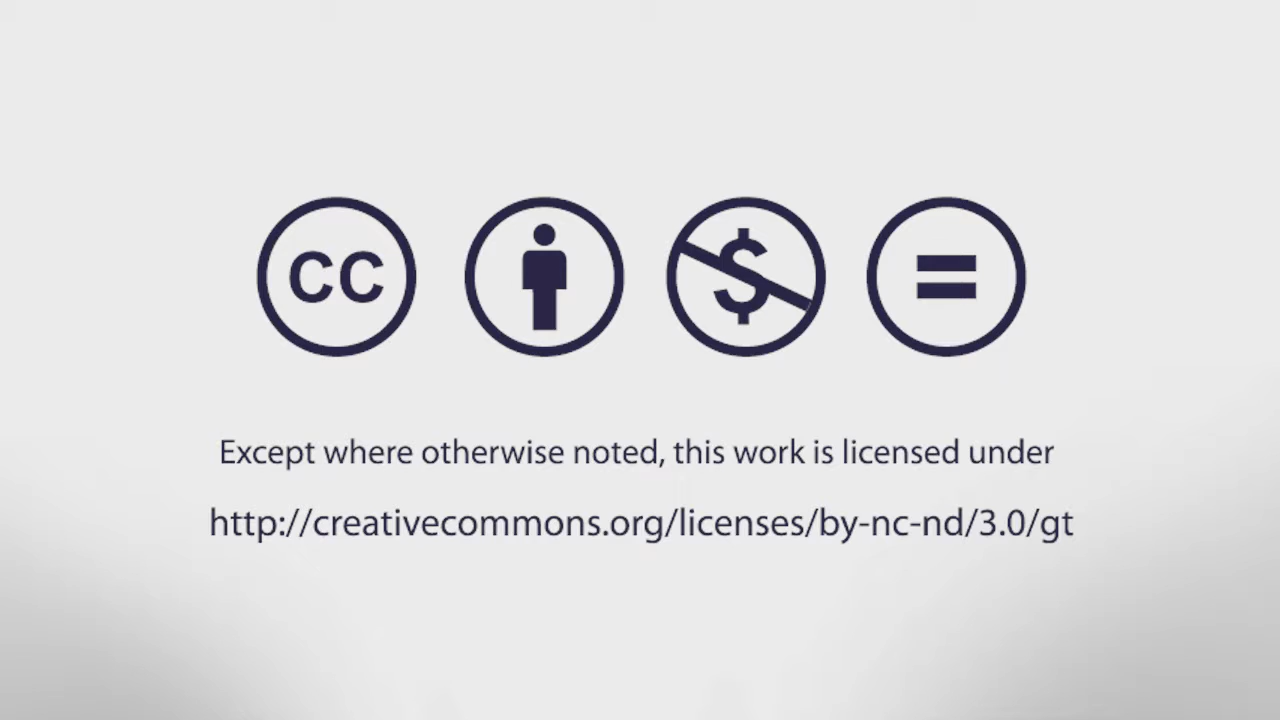 cc $ =
Except where otherwise noted, this work is licensed under
http://creativecommons.org/licenses/by-nc-nd/3.0/gt